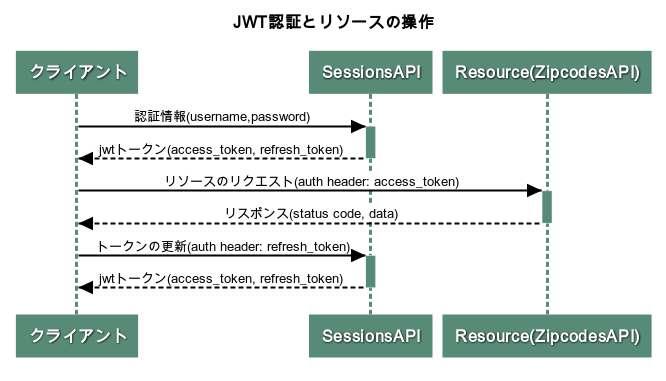 JWT認証とリソースの操作
クライアント
SessionsAPI
Resource(ZipcodesAPI)
認証情報(username,password)
jwtトークン(access_token, refresh_token)
リソースのリクエスト(auth header: access_token)
リスポンス(status code, data)
トークンの更新(auth header: refresh_token)
jwtトークン(access_token, refresh_token)
クライアント
SessionsAPI
Resource(ZipcodesAPI)